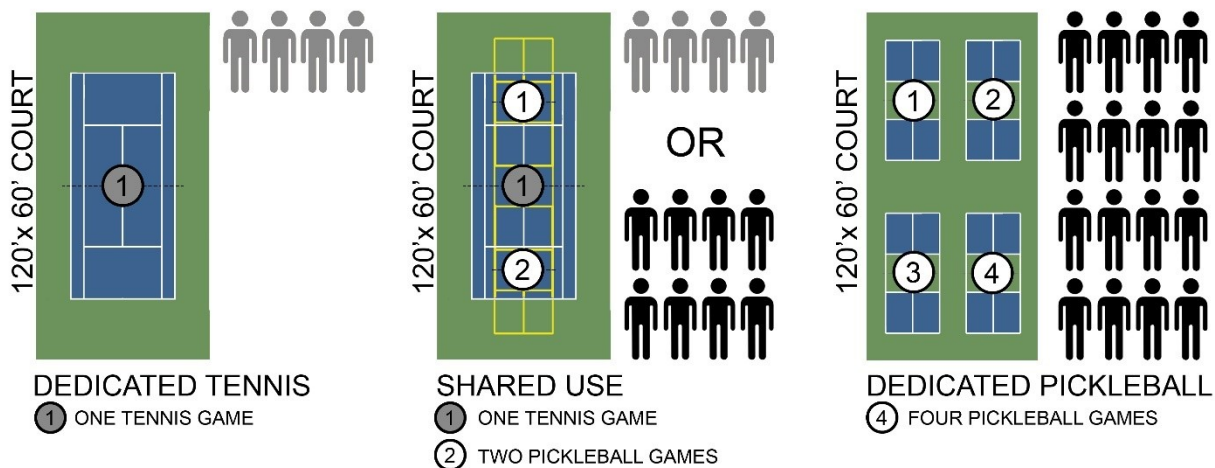 120'x 60' COURT
1
DEDICATED TENNIS
1 ONE TENNIS GAME
120'x 60' COURT
1
1
2
OR
SHARED USE
1 ONE TENNIS GAME
2 TWO PICKLEBALL GAMES
120'x 60' COURT
1 2
3 4
DEDICATED PICKLEBALL
4 FOUR PICKLEBALL GAMES